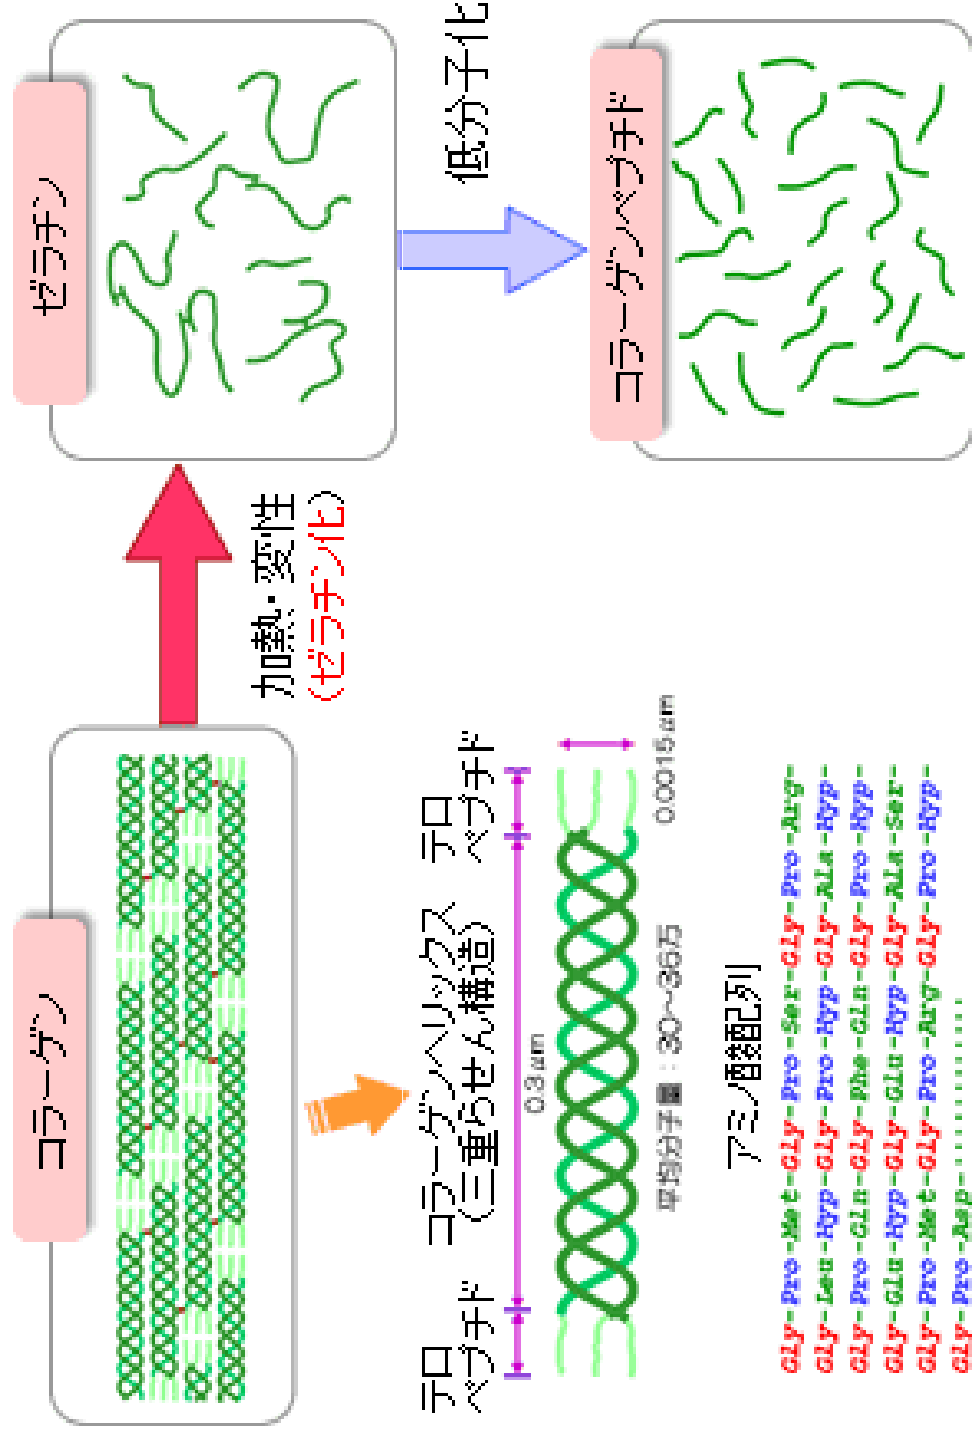 コラーゲン
加熱・変性
(ゼラチン化)
ゼラチン
低分子化
コラーゲンペプチド
テロ
ペプチド
コラーゲンヘリックス
(三重らせん構造)
テロ
ペプチド
0.3μm
0.0015μm
平均分子量:30～36万
アミノ酸配列
Gly-Pro-Met-Gly-Pro-Ser-Gly-Pro-Arg-
Gly-Leu-Hyp-Gly-Pro-Hyp-Gly-Ala-Hyp-
Gly-Pro-Gln-Gly-Phe-Gln-Gly-Pro-Hyp-
Gly-Glu-Hyp-Gly-Glu-Hyp-Gly-Ala-Ser-
Gly-Pro-Met-Gly-Pro-Arg-Gly-Pro-Hyp-
Gly-Asp-............